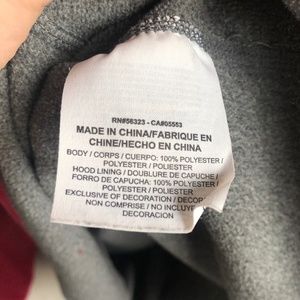 RN#56323 - CA#05553
MADE IN CHINA/FABRIQUE EN
CHINE/HECHO EN CHINA
BODY / CORPS / CUERPO: 100% POLYESTER /
POLYESTER / POLIESTER
HOOD LINING / DOUBLURE DE CAPUCHE /
FORRO DE CAPUCHA: 100% POLYESTER /
POLYESTER / POLIESTER
EXCLUSIVE OF DECORATION / DECOR
NON COMPRISE / NO INCLUYE
DECORACION